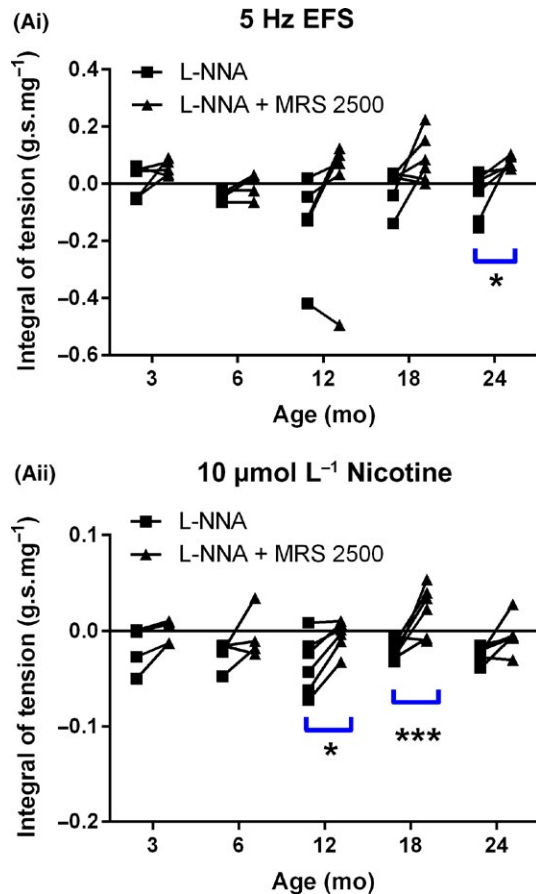 (Ai) 5 Hz EFS
L-NNA
L-NNA + MRS 2500
Integral of tension (g.s.mg⁻¹)
0.4
0.2
0.0
−0.2
−0.4
−0.6
*
3 6 12 18 24
Age (mo)
(Aii) 10 µmol L⁻¹ Nicotine
L-NNA
L-NNA + MRS 2500
Integral of tension (g.s.mg⁻¹)
0.1
0.0
−0.1
−0.2
* ***
3 6 12 18 24
Age (mo)